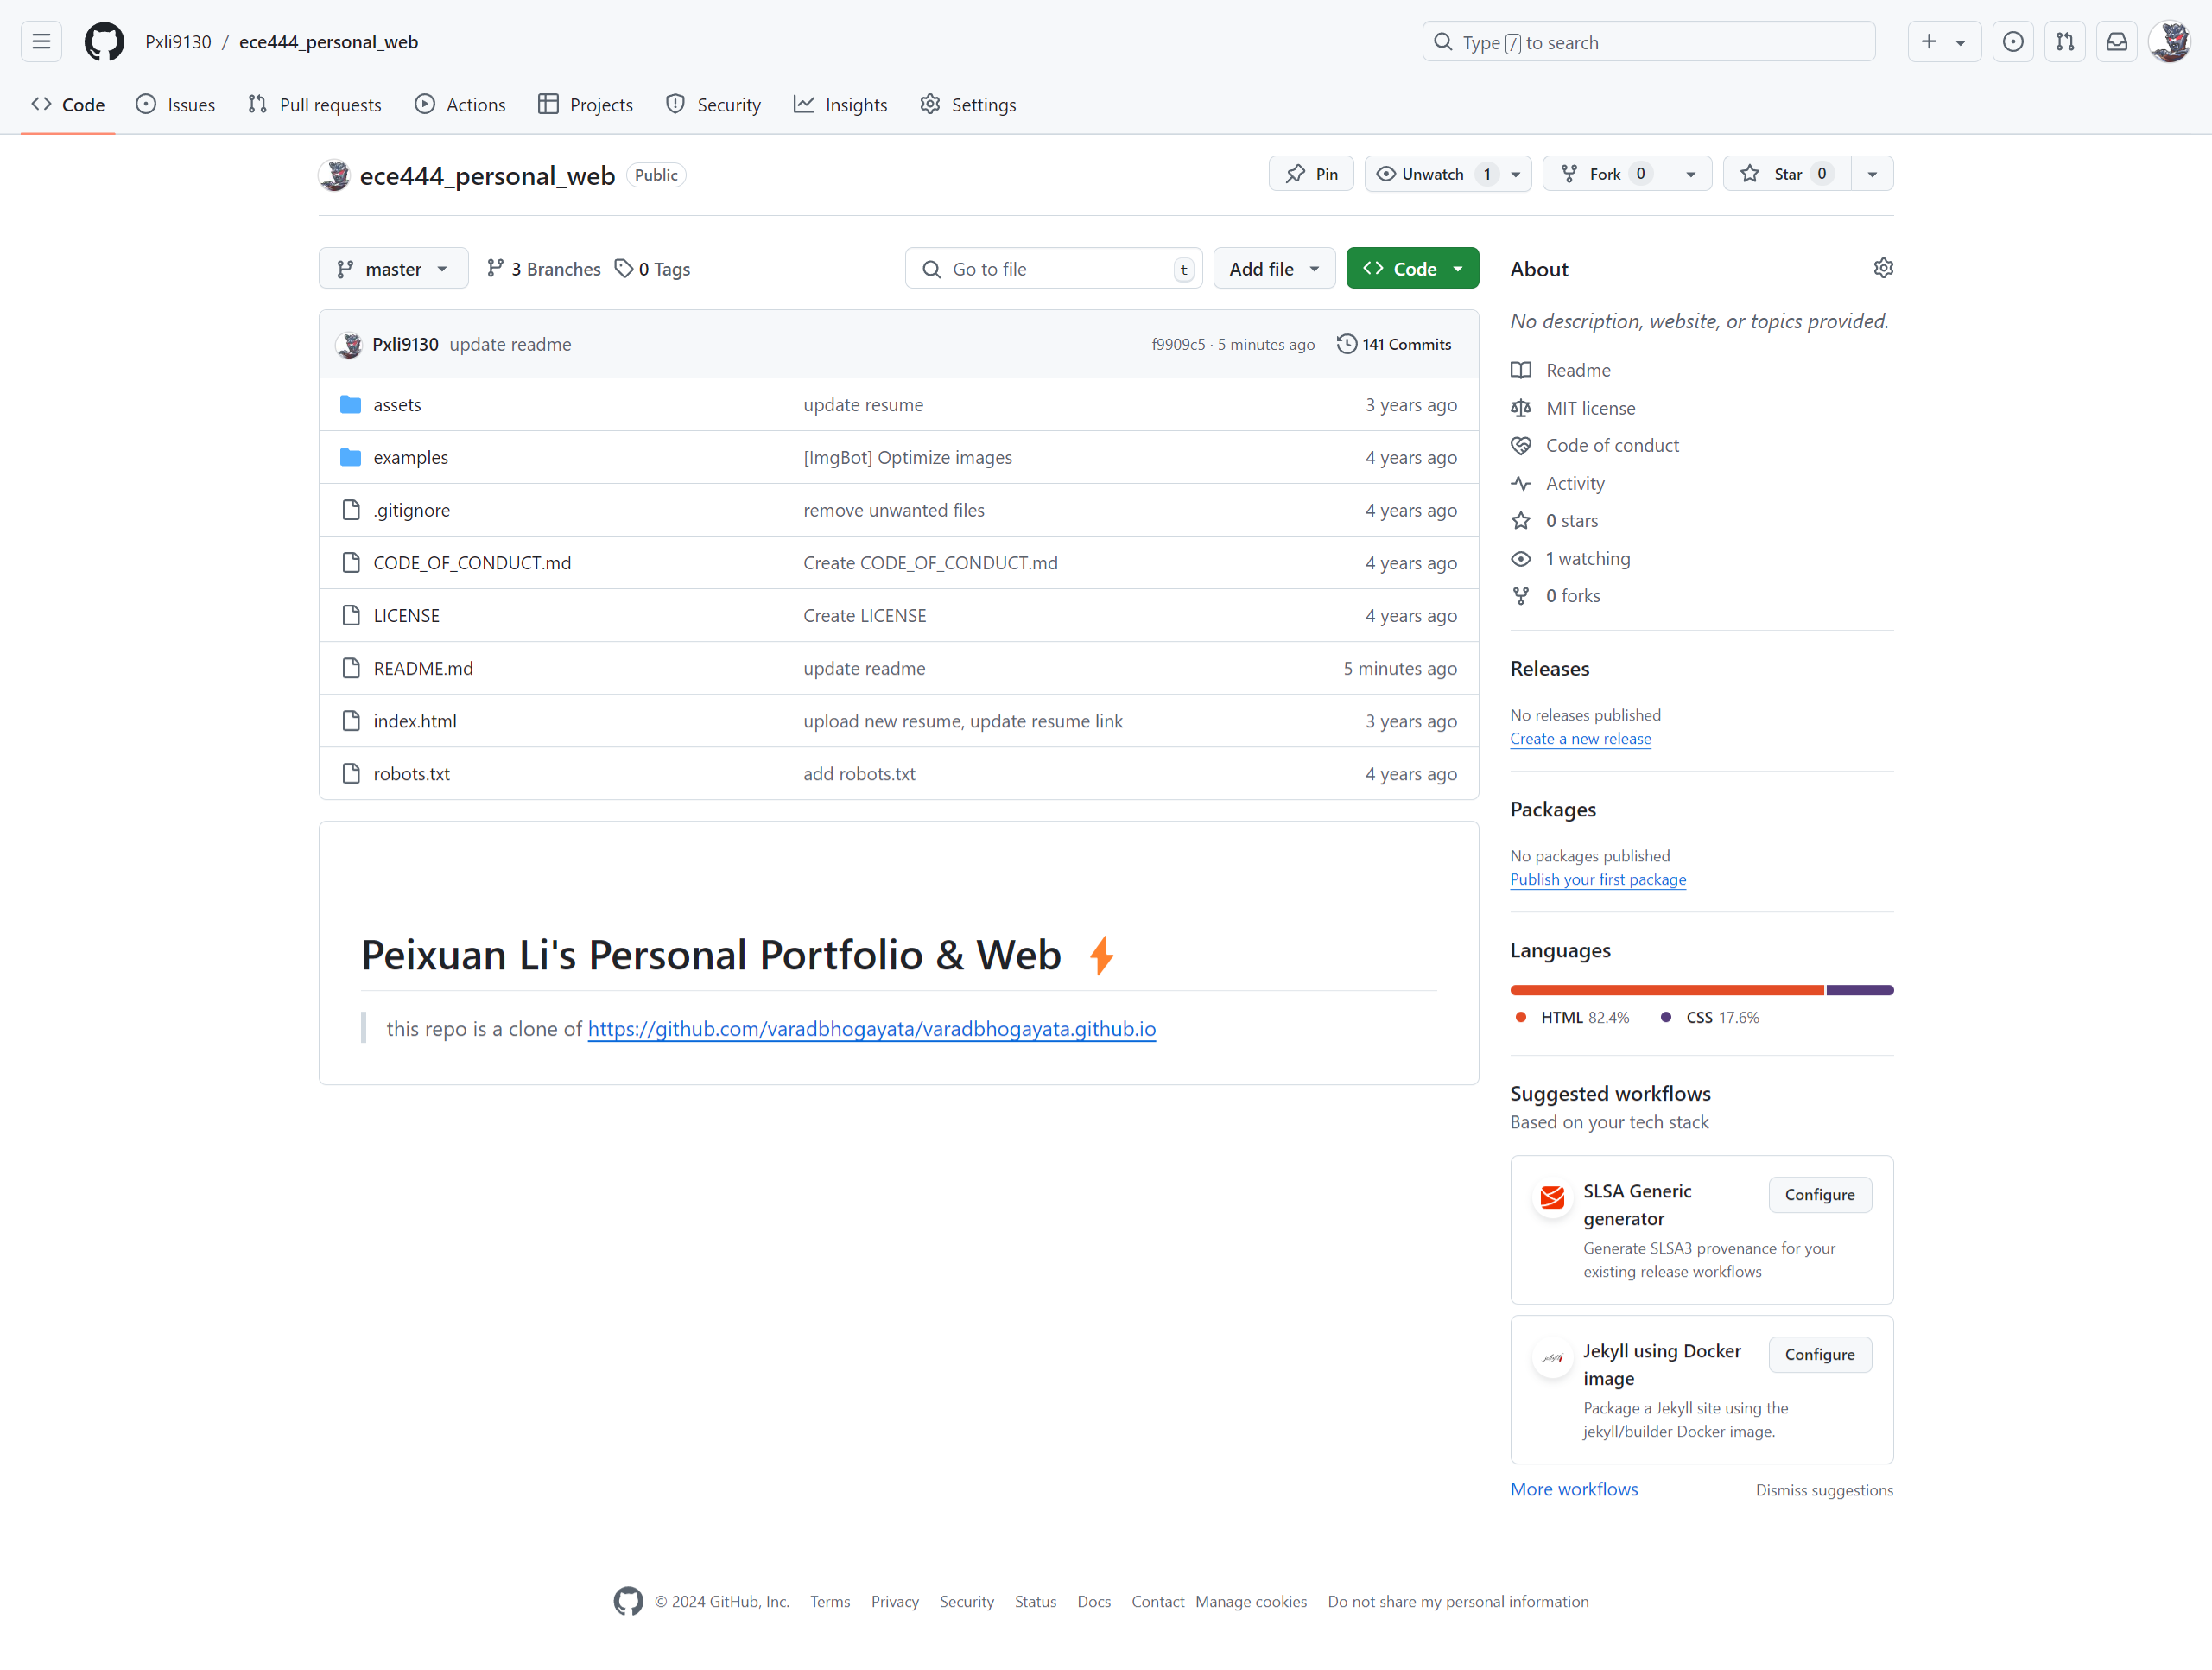 Pxli9130 / ece444_personal_web
Type / to search
Code Issues Pull requests Actions Projects Security Insights Settings
ece444_personal_web Public
Pin Unwatch 1 Fork 0 Star 0
master 3 Branches 0 Tags Go to file t Add file Code
Pxli9130 update readme f9909c5 · 5 minutes ago 141 Commits
assets update resume 3 years ago
examples [ImgBot] Optimize images 4 years ago
.gitignore remove unwanted files 4 years ago
CODE_OF_CONDUCT.md Create CODE_OF_CONDUCT.md 4 years ago
LICENSE Create LICENSE 4 years ago
README.md update readme 5 minutes ago
index.html upload new resume, update resume link 3 years ago
robots.txt add robots.txt 4 years ago
Peixuan Li's Personal Portfolio & Web
this repo is a clone of https://github.com/varadbhogayata/varadbhogayata.github.io
About
No description, website, or topics provided.
Readme
MIT license
Code of conduct
Activity
0 stars
1 watching
0 forks
Releases
No releases published
Create a new release
Packages
No packages published
Publish your first package
Languages
HTML 82.4% CSS 17.6%
Suggested workflows
Based on your tech stack
SLSA Generic
generator
Configure
Generate SLSA3 provenance for your
existing release workflows
jekyll
Jekyll using Docker
image
Configure
Package a Jekyll site using the
jekyll/builder Docker image.
More workflows Dismiss suggestions
© 2024 GitHub, Inc. Terms Privacy Security Status Docs Contact Manage cookies Do not share my personal information